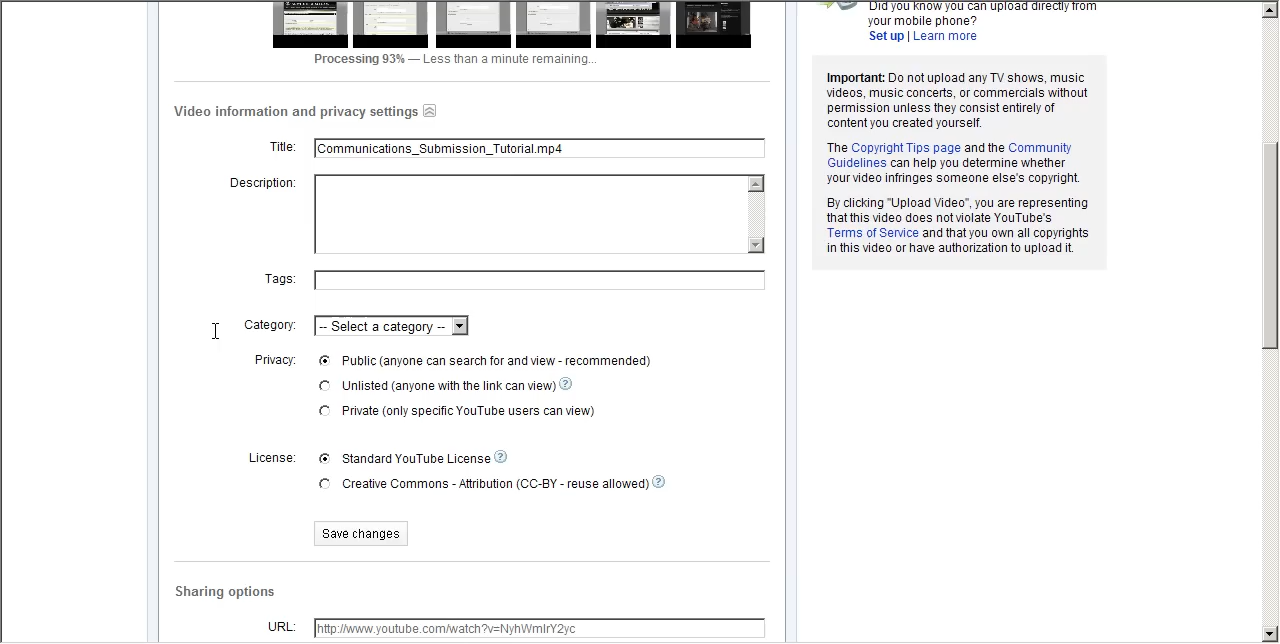 Did you know you can upload directly from
your mobile phone?
Set up | Learn more
Processing 93% — Less than a minute remaining...
Important: Do not upload any TV shows, music
videos, music concerts, or commercials without
permission unless they consist entirely of
content you created yourself.
The Copyright Tips page and the Community
Guidelines can help you determine whether
your video infringes someone else's copyright.
By clicking "Upload Video", you are representing
that this video does not violate YouTube's
Terms of Service and that you own all copyrights
in this video or have authorization to upload it.
Video information and privacy settings
Title: Communications_Submission_Tutorial.mp4
Description:
Tags:
Category: -- Select a category --
Privacy: Public (anyone can search for and view - recommended)
Unlisted (anyone with the link can view) ?
Private (only specific YouTube users can view)
License: Standard YouTube License ?
Creative Commons - Attribution (CC-BY - reuse allowed) ?
Save changes
Sharing options
URL: http://www.youtube.com/watch?v=NyhWmIrY2yc